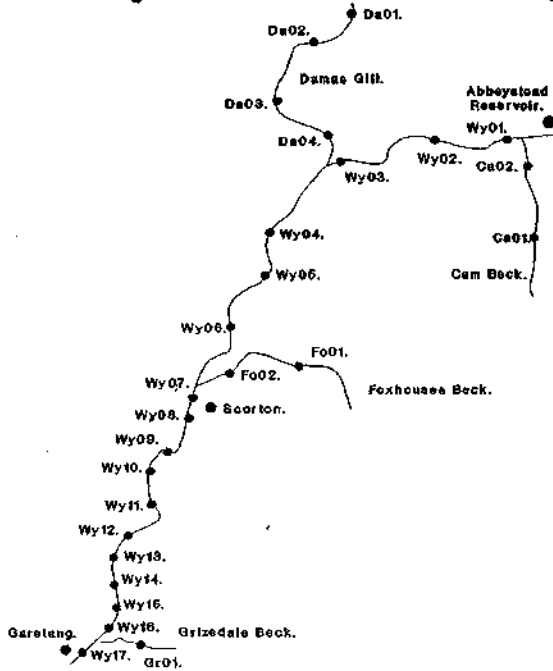 Da01.
Da02.
Damas Gill.
Da03.
Da04.
Abbeystead
Reservoir.
Wy01.
Wy02.
Ca02.
Wy03.
Wy04.
Ca01.
Wy05.
Cam Beck.
Wy06.
Fo01.
Fo02.
Wy07.
Foxhouses Beck.
Wy08.
Scorton.
Wy09.
Wy10.
Wy11.
Wy12.
Wy13.
Wy14.
Wy15.
Wy16.
Grizedale Beck.
Garstang.
Wy17.
Gr01.